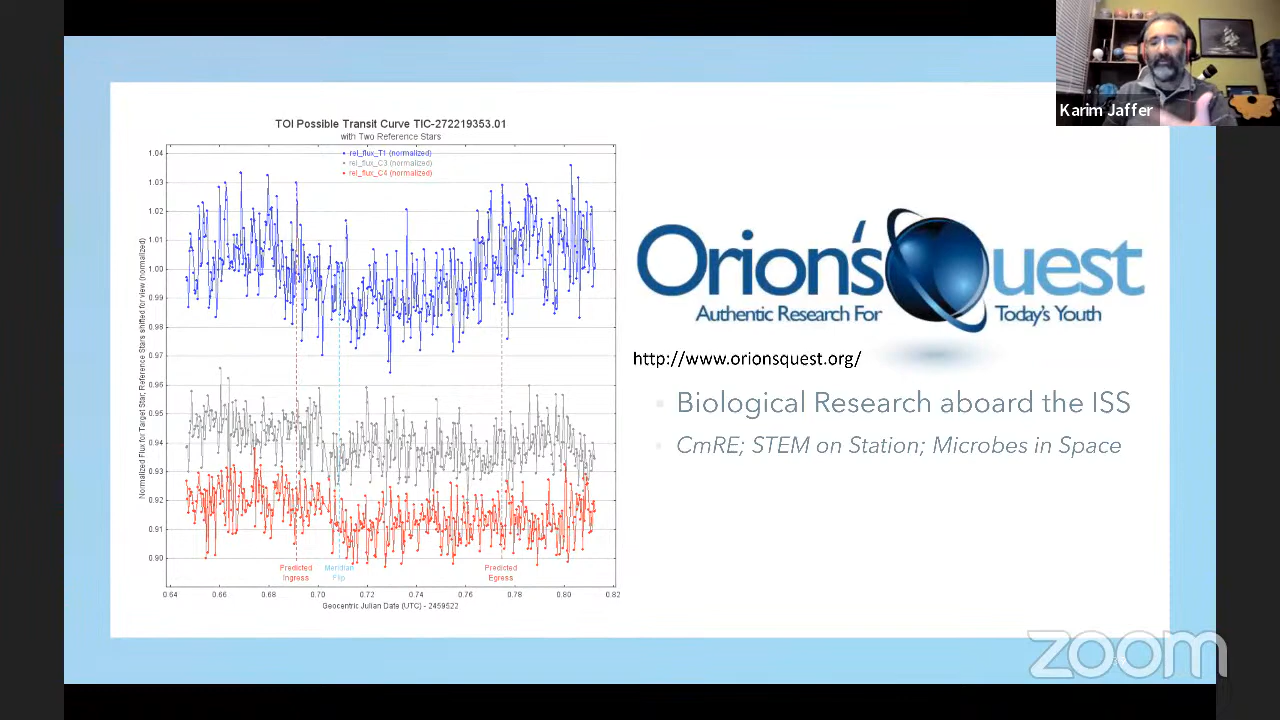 Karim Jaffer
TOI Possible Transit Curve TIC-272219353.01
with Two Reference Stars
rel_flux_T1 (normalized)
rel_flux_C3 (normalized)
rel_flux_C4 (normalized)
1.04
1.03
1.02
1.01
1.00
0.99
0.98
0.97
0.96
0.95
0.94
0.93
0.92
0.91
0.90
Normalized Flux for Target Star; Reference Stars shifted for view (normalized)
Predicted
Ingress
Meridian
Flip
Predicted
Egress
0.64
0.66
0.68
0.70
0.72
0.74
0.76
0.78
0.80
0.82
Geocentric Julian Date (UTC) - 2459522
Orion's Quest
Authentic Research For Today's Youth
http://www.orionsquest.org/
Biological Research aboard the ISS
CmRE; STEM on Station; Microbes in Space
zoom